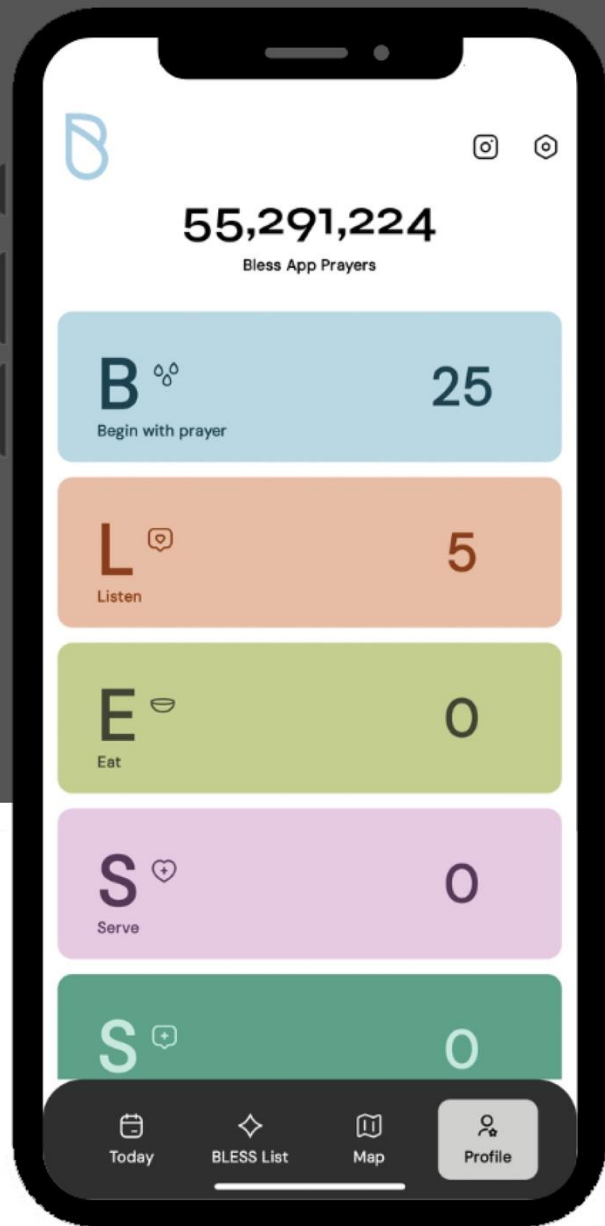 B
55,291,224
Bless App Prayers
B 25
Begin with prayer
L 5
Listen
E 0
Eat
S 0
Serve
S 0
Today BLESS List Map Profile